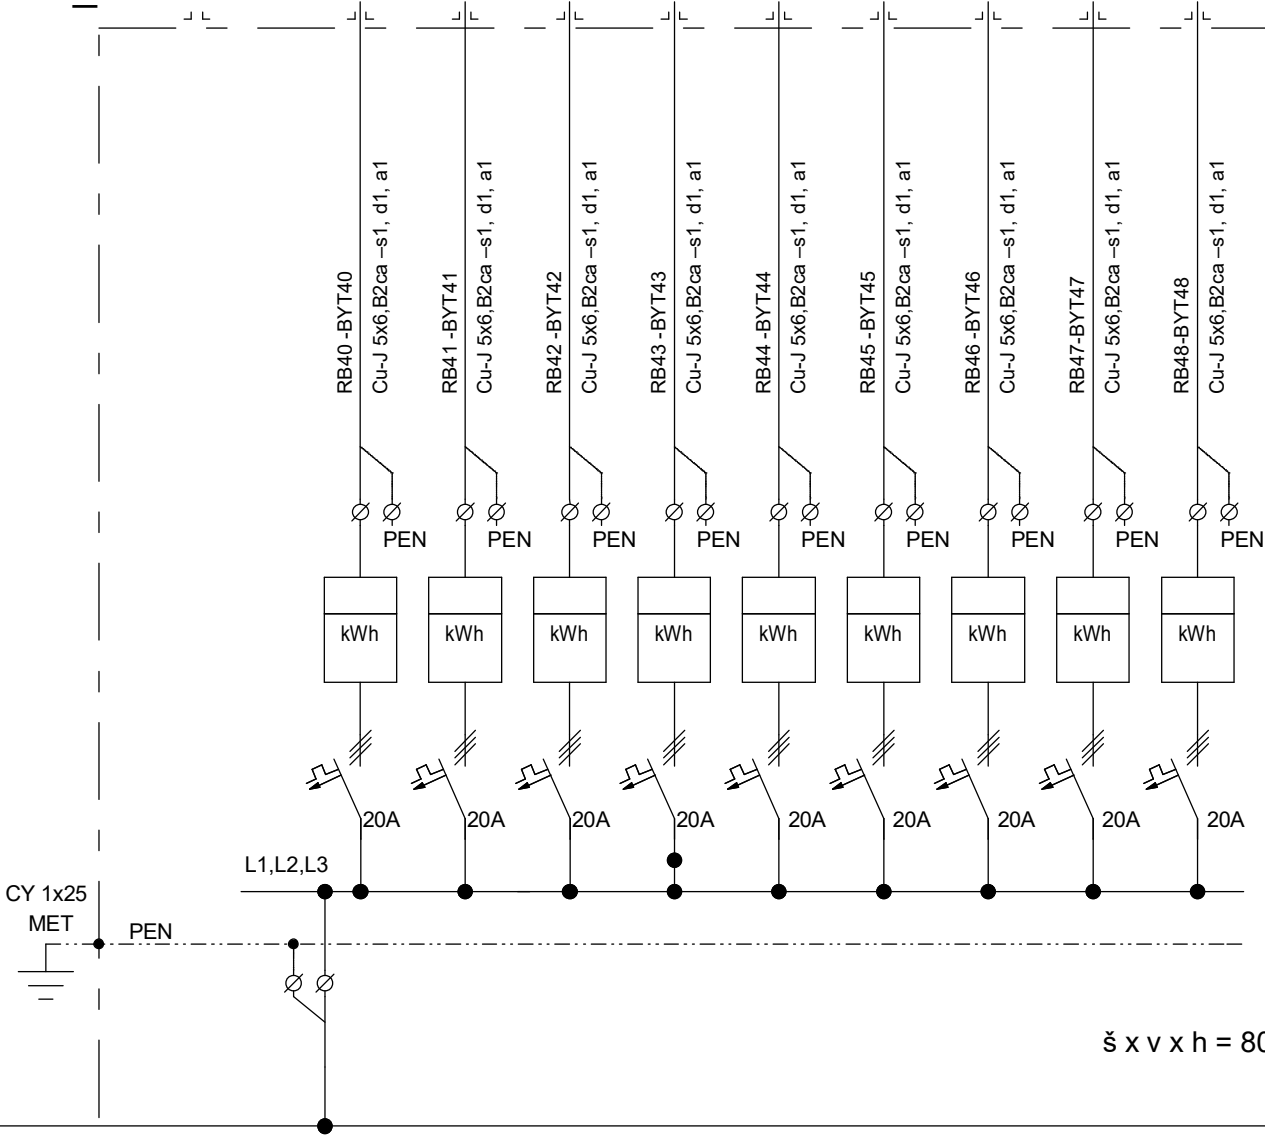 RB40 -BYT40
Cu-J 5x6,B2ca –s1, d1, a1
RB41 -BYT41
Cu-J 5x6,B2ca –s1, d1, a1
RB42 -BYT42
Cu-J 5x6,B2ca –s1, d1, a1
RB43 -BYT43
Cu-J 5x6,B2ca –s1, d1, a1
RB44 -BYT44
Cu-J 5x6,B2ca –s1, d1, a1
RB45 -BYT45
Cu-J 5x6,B2ca –s1, d1, a1
RB46 -BYT46
Cu-J 5x6,B2ca –s1, d1, a1
RB47-BYT47
Cu-J 5x6,B2ca –s1, d1, a1
RB48-BYT48
Cu-J 5x6,B2ca –s1, d1, a1
PEN PEN PEN PEN PEN PEN PEN PEN PEN
kWh kWh kWh kWh kWh kWh kWh kWh kWh
20A 20A 20A 20A 20A 20A 20A 20A 20A
L1,L2,L3
CY 1x25
MET
PEN
š x v x h = 80